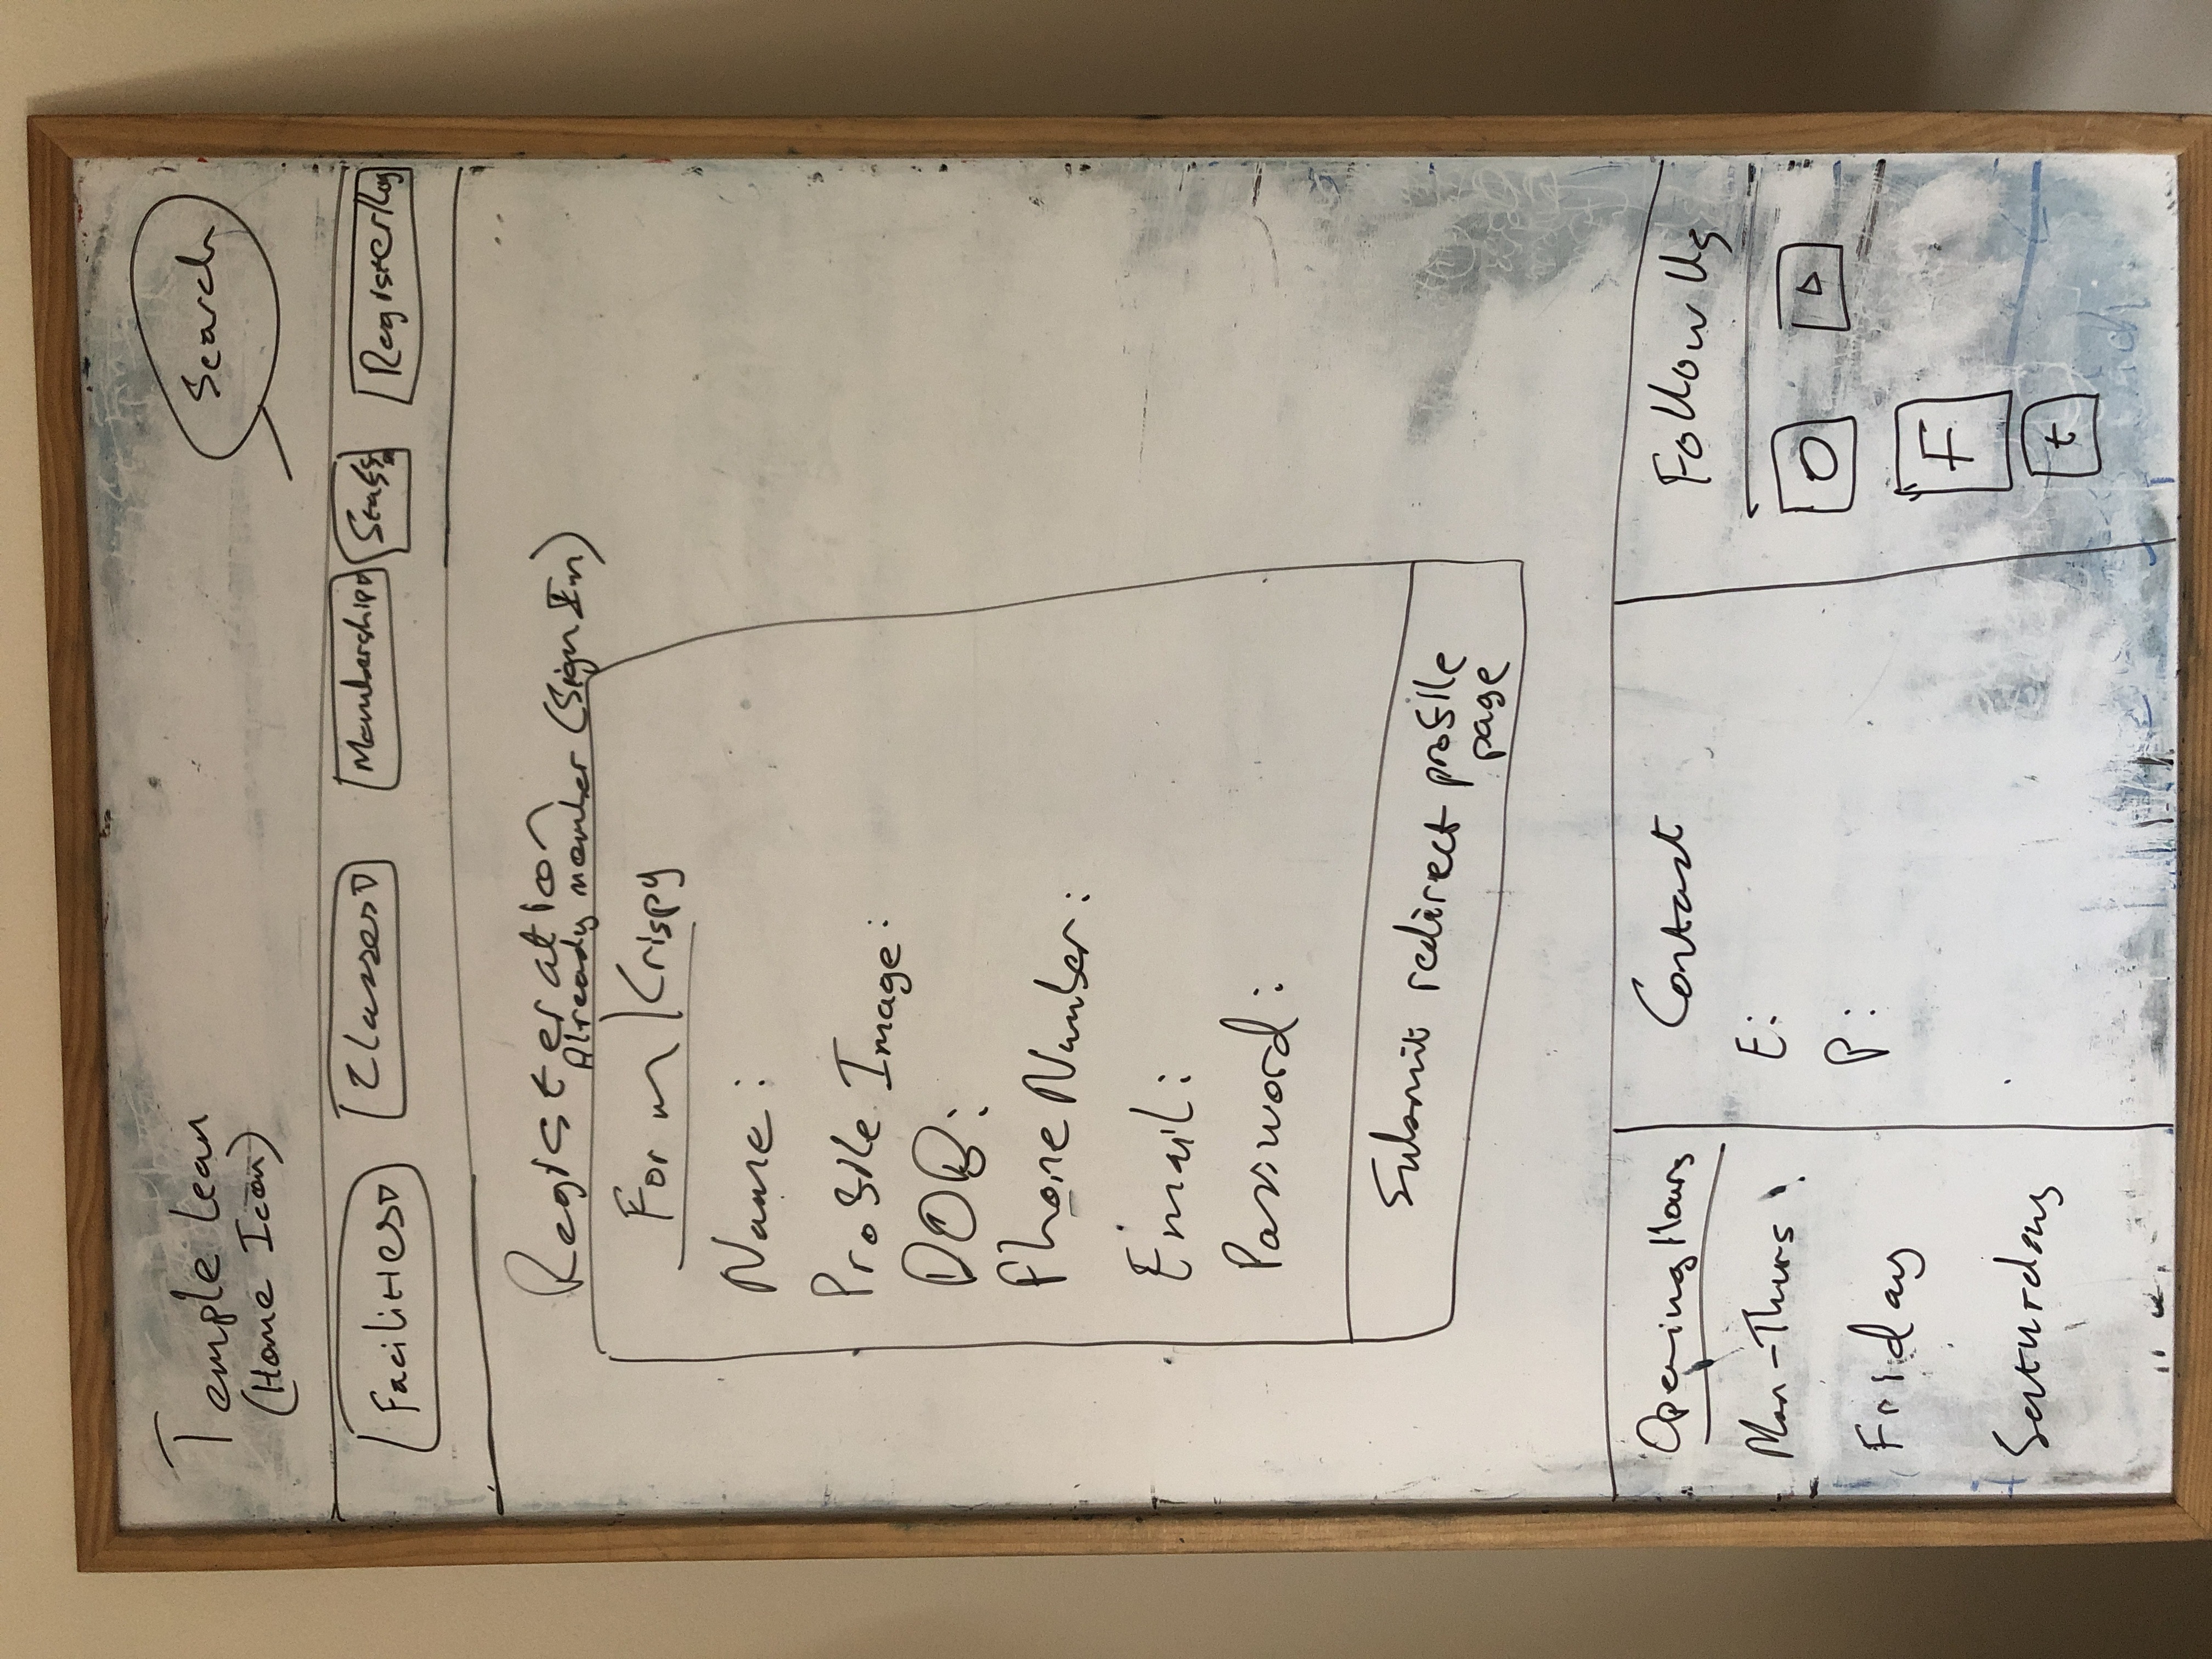 Temple lean
(Home Icon)
Search
Facilities
Classes
Membership
Staff
Register/log
Registeration
Already member (Sign In)
Form | Crispy
Name:
Profile Image:
DOB:
Phone Number:
Email:
Password:
Submit redirect profile
page
Opening Hours
Mon-Thurs:
Friday
Saturday
Contact
E:
P:
Follow Us
F
t